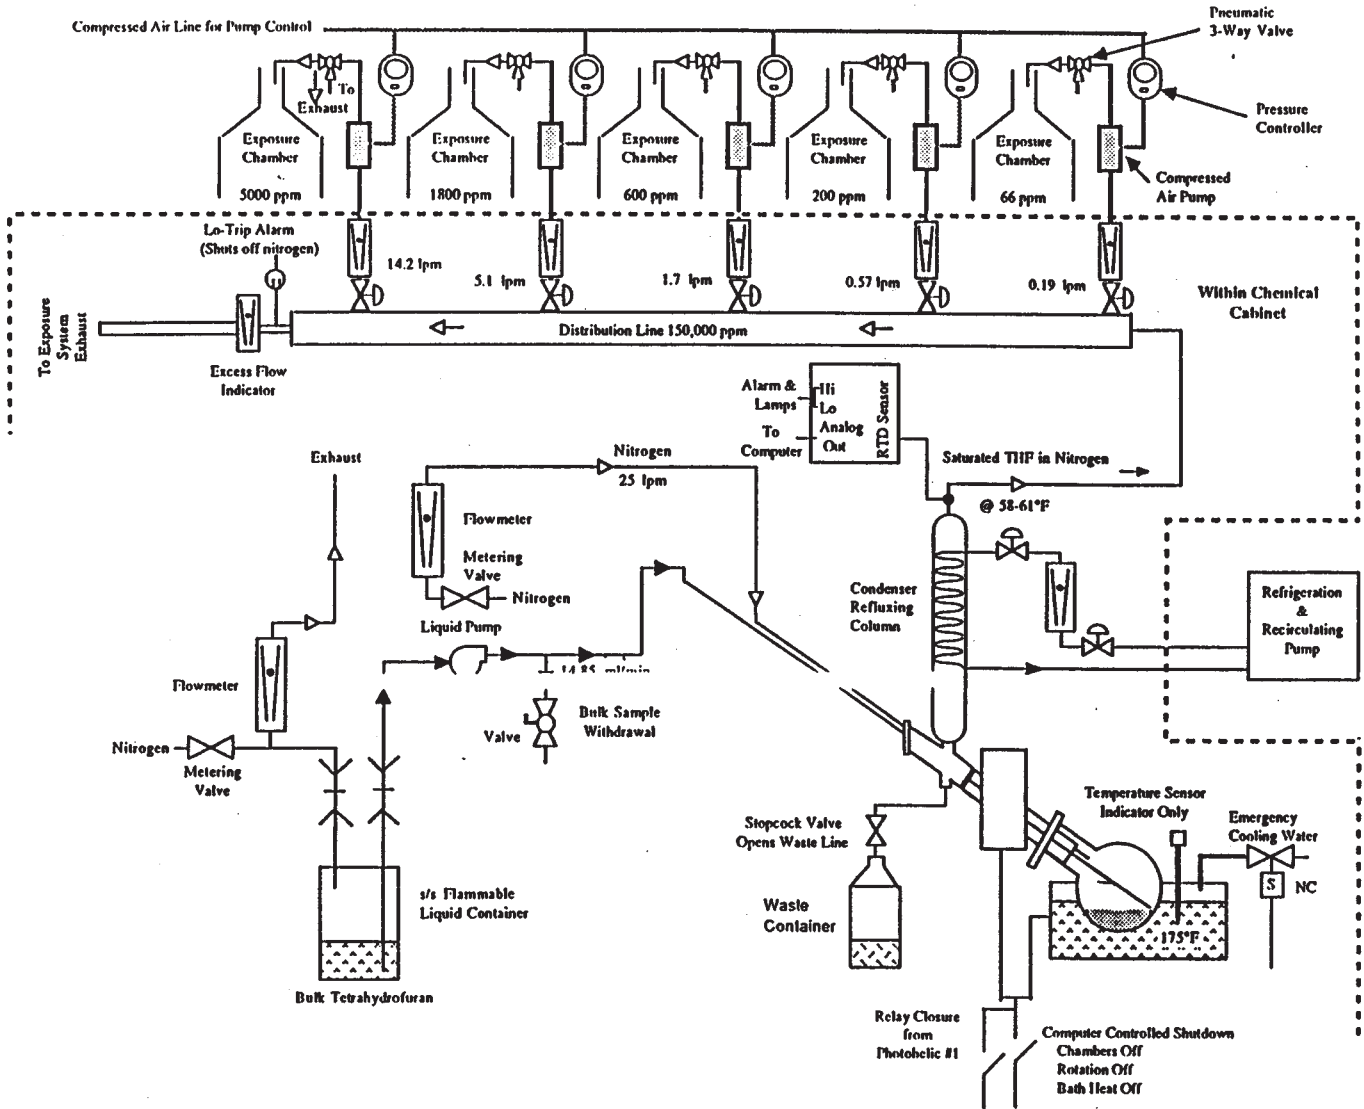 Compressed Air Line for Pump Control
Pneumatic
3-Way Valve
To
Exhaust
Pressure
Controller
Exposure
Chamber
5000 ppm
Exposure
Chamber
1800 ppm
Exposure
Chamber
600 ppm
Exposure
Chamber
200 ppm
Exposure
Chamber
66 ppm
Compressed
Air Pump
Lo-Trip Alarm
(Shuts off nitrogen)
14.2 lpm
5.1 lpm
1.7 lpm
0.57 lpm
0.19 lpm
Within Chemical
Cabinet
To Exposure
System
Exhaust
Distribution Line 150,000 ppm
Excess Flow
Indicator
Alarm &
Lamps
To
Computer
Hi
Lo
Analog
Out
RTD Sensor
Exhaust
Nitrogen
25 lpm
Saturated THF in Nitrogen
@ 58-61°F
Flowmeter
Metering
Valve
Nitrogen
Condenser
Refluxing
Column
Refrigeration
&
Recirculating
Pump
Liquid Pump
14.85 ml/min
Flowmeter
Valve
Bulk Sample
Withdrawal
Nitrogen
Metering
Valve
Temperature Sensor
Indicator Only
Stopcock Valve
Opens Waste Line
Emergency
Cooling Water
S
NC
s/s Flammable
Liquid Container
Waste
Container
175°F
Bulk Tetrahydrofuran
Relay Closure
from
Photohelic #1
Computer Controlled Shutdown
Chambers Off
Rotation Off
Bath Heat Off